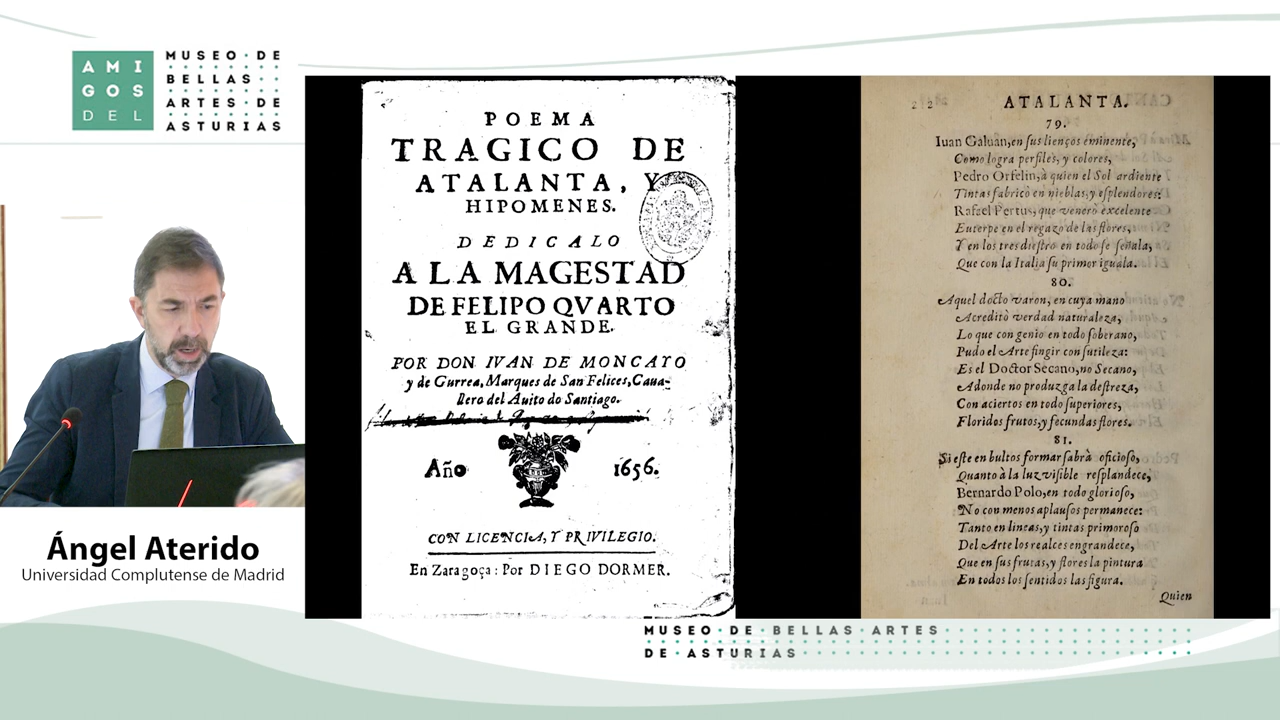 AMI
GOS
DEL
MUSEO·DE
BELLAS
ARTES·DE
ASTURIAS
Ángel Aterido
Universidad Complutense de Madrid
POEMA
TRAGICO DE
ATALANTA, Y
HIPOMENES.
DEDICALO
A LA MAGESTAD
DE FELIPO QVARTO
EL GRANDE.
POR DON IVAN DE MONCAYO
y de Gurrea, Marques de San Felices, Caua-
llero del Auito do Santiago.
Año 1656.
CON LICENCIA, Y PRIVILEGIO.
En Zaragoça: Por DIEGO DORMER.
ATALANTA.
79.
Iuan Galuan, en sus lienços eminente,
Como logra perfiles, y colores,
Pedro Orfelin, à quien el Sol ardiente
Tintas fabricò en nieblas, y esplendores:
Rafael Pertus, que venerò excelente
Euterpe en el regazo de las flores,
Y en los tres diestro en todo se señala,
Que con la Italia su primor iguala.
80.
Aquel docto varon, en cuya mano
Acreditò verdad naturaleza,
Lo que con genio en todo soberano,
Pudo el Arte fingir con sutileza:
Es el Doctor Secano, no Secano,
Adonde no produzga la destreza,
Con aciertos en todo superiores,
Floridos frutos, y fecundas flores.
81.
Si este en bultos formar sabrà oficioso,
Quanto à la luz visible resplandece,
Bernardo Polo, en todo glorioso,
No con menos aplausos permanece:
Tanto en lineas, y tintas primoroso
Del Arte los realces engrandece,
Que en sus frutas, y flores la pintura
En todos los sentidos las figura.
Quien
MUSEO·DE·BELLAS ARTES
DE·ASTURIAS